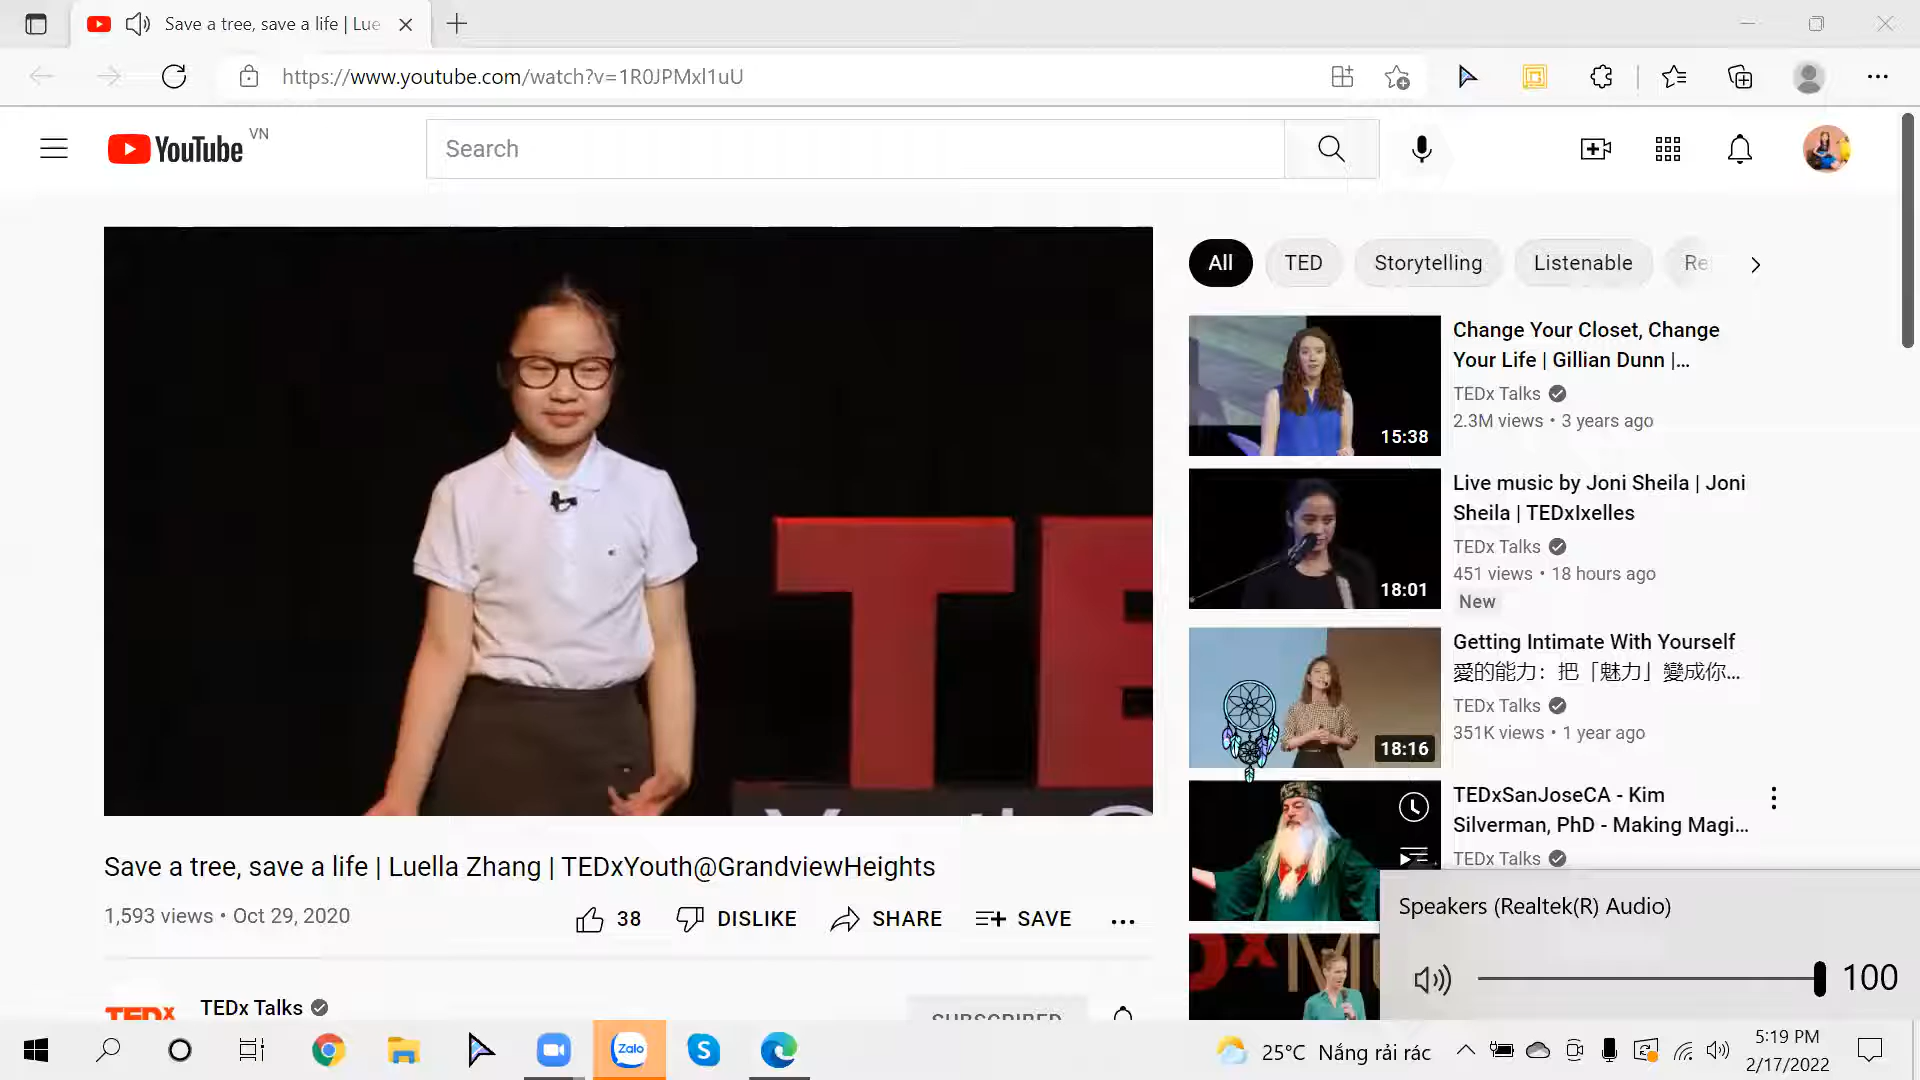 Save a tree, save a life | Lue
https://www.youtube.com/watch?v=1R0JPMxl1uU
YouTube VN
Search
All TED Storytelling Listenable Re
TE
15:38
Change Your Closet, Change
Your Life | Gillian Dunn |...
TEDx Talks
2.3M views • 3 years ago
18:01
Live music by Joni Sheila | Joni
Sheila | TEDxIxelles
TEDx Talks
451 views • 18 hours ago
New
18:16
Getting Intimate With Yourself
愛的能力：把「魅力」變成你...
TEDx Talks
351K views • 1 year ago
TEDxSanJoseCA - Kim
Silverman, PhD - Making Magi...
TEDx Talks
Save a tree, save a life | Luella Zhang | TEDxYouth@GrandviewHeights
1,593 views • Oct 29, 2020
38 DISLIKE SHARE SAVE
TEDx
TEDx Talks
SUBSCRIBED
Speakers (Realtek(R) Audio)
100
Zalo
25°C Nắng rải rác
5:19 PM
2/17/2022